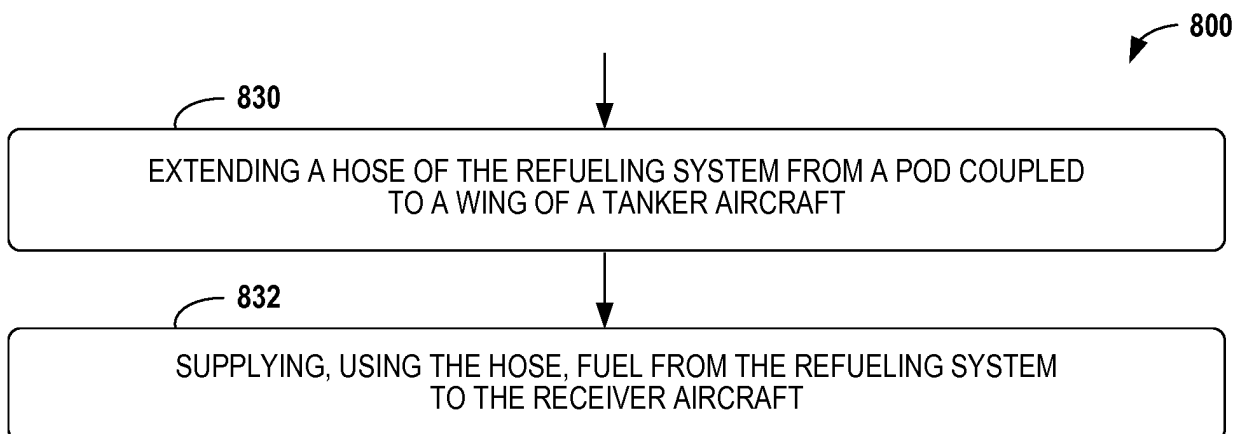 800
830
EXTENDING A HOSE OF THE REFUELING SYSTEM FROM A POD COUPLED
TO A WING OF A TANKER AIRCRAFT
832
SUPPLYING, USING THE HOSE, FUEL FROM THE REFUELING SYSTEM
TO THE RECEIVER AIRCRAFT